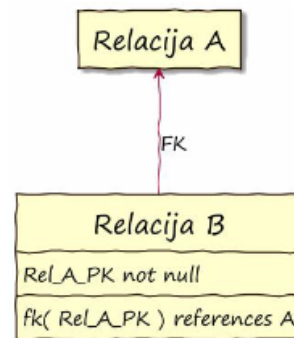 Relacija A
FK
Relacija B
Rel_A_PK not null
fk( Rel_A_PK ) references A